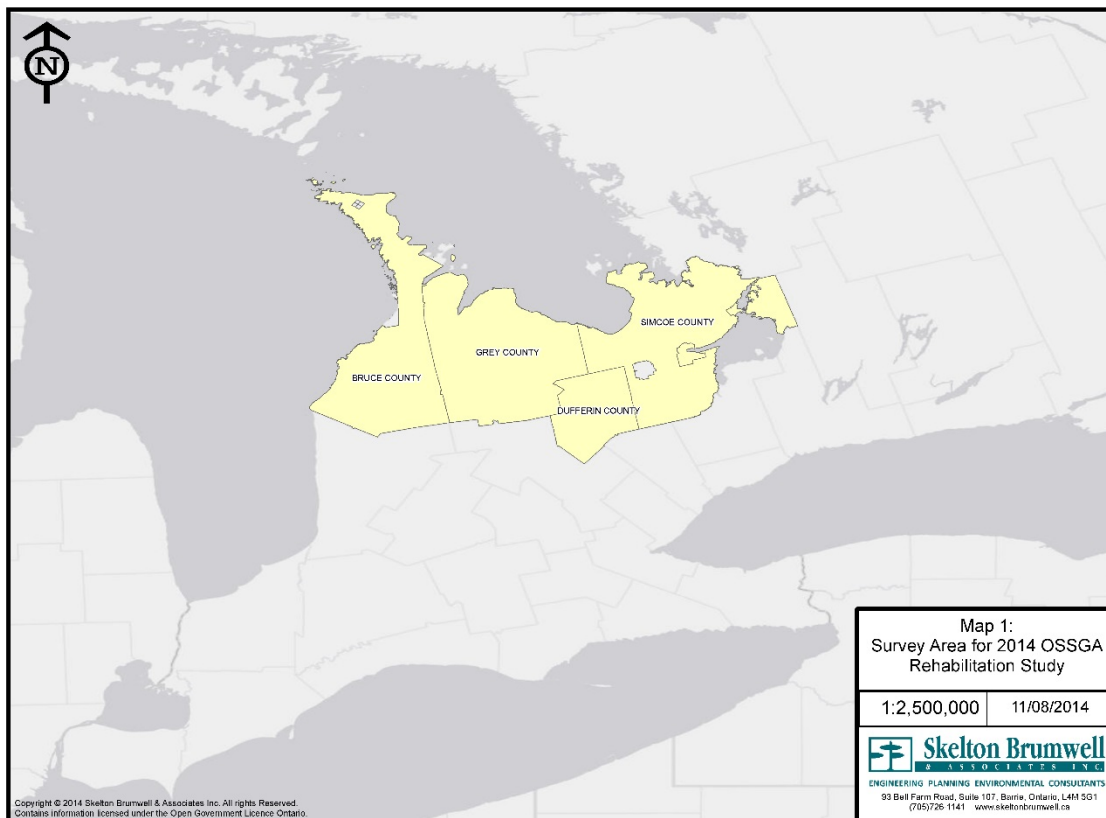 N
SIMCOE COUNTY
GREY COUNTY
BRUCE COUNTY
DUFFERIN COUNTY
Map 1:
Survey Area for 2014 OSSGA
Rehabilitation Study
1:2,500,000
11/08/2014
Skelton Brumwell
& ASSOCIATES INC.
ENGINEERING PLANNING ENVIRONMENTAL CONSULTANTS
93 Bell Farm Road, Suite 107, Barrie, Ontario, L4M 5G1
(705)726 1141 www.skeltonbrumwell.ca
Copyright © 2014 Skelton Brumwell & Associates Inc. All rights Reserved.
Contains information licensed under the Open Government Licence Ontario.